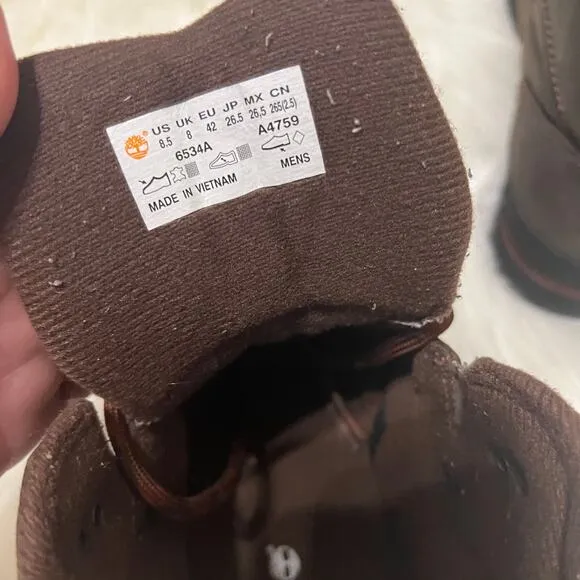 US UK EU JP MX CN
8.5 8 42 26.5 26.5 265(2.5)
6534A A4759
MADE IN VIETNAM MENS